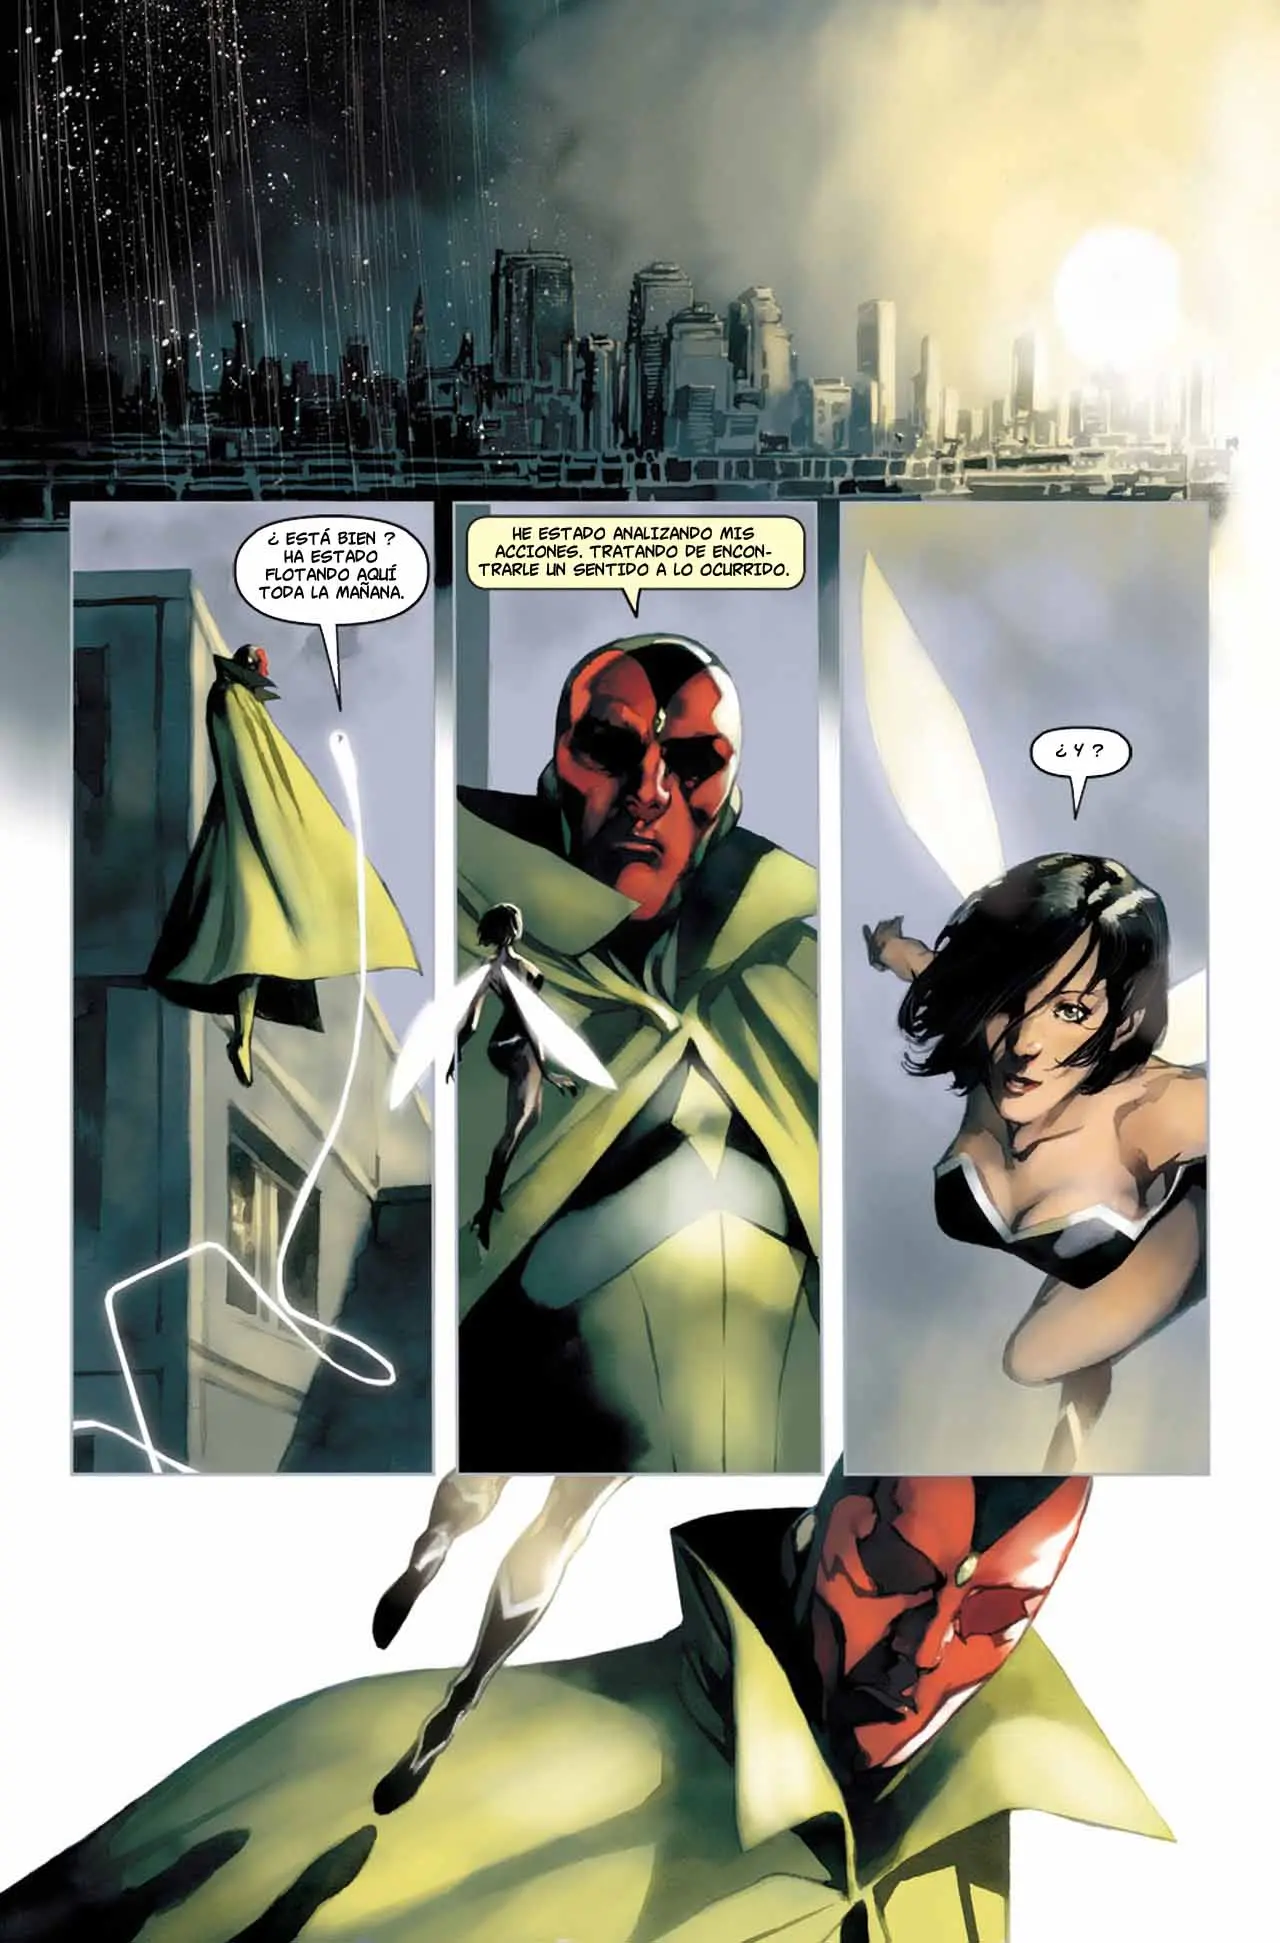 ¿ ESTÁ BIEN ?
HA ESTADO
FLOTANDO AQUÍ
TODA LA MAÑANA.
HE ESTADO ANALIZANDO MIS
ACCIONES. TRATANDO DE ENCON-
TRARLE UN SENTIDO A LO OCURRIDO.
¿ Y ?